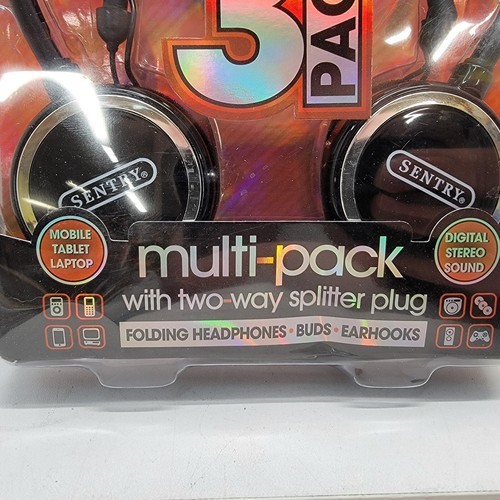 3
PACK
SENTRY®
SENTRY®
MOBILE
TABLET
LAPTOP
multi-pack
with two-way splitter plug
FOLDING HEADPHONES • BUDS • EARHOOKS
DIGITAL
STEREO
SOUND